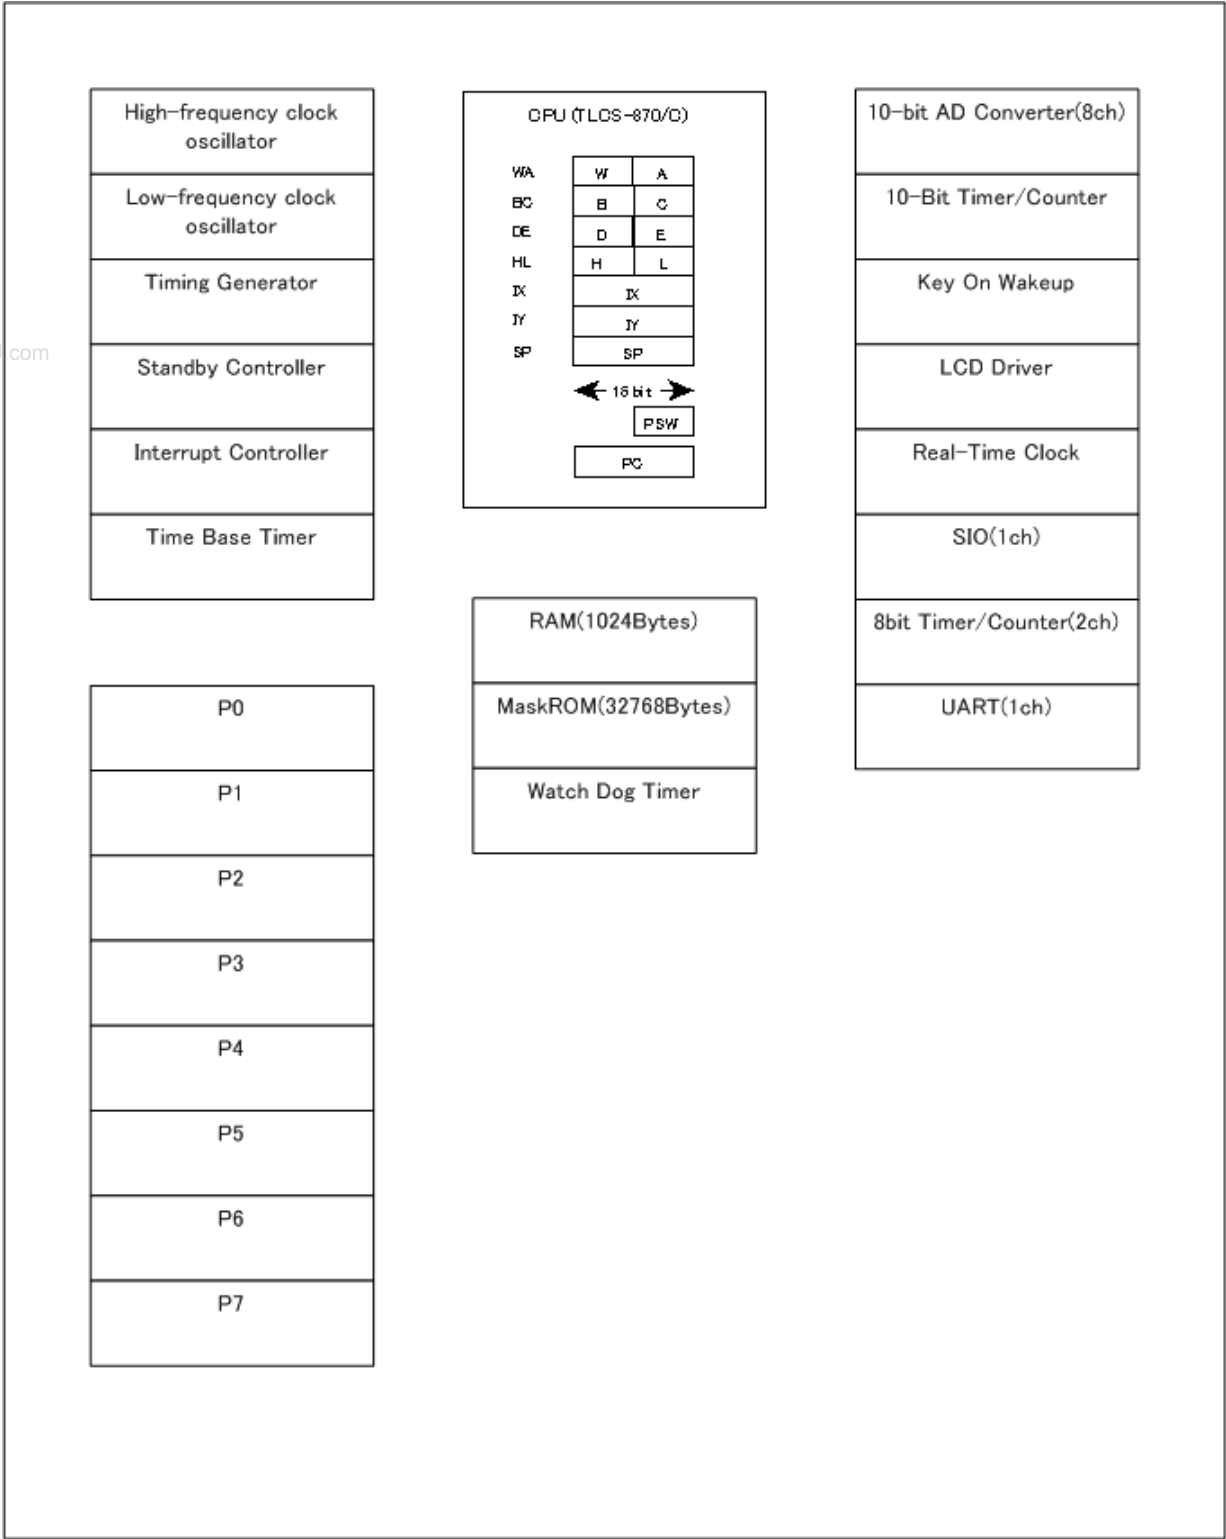 High-frequency clock
oscillator
Low-frequency clock
oscillator
Timing Generator
Standby Controller
Interrupt Controller
Time Base Timer
P0
P1
P2
P3
P4
P5
P6
P7
CPU (TLCS-870/C)
WA W A
BC B C
DE D E
HL H L
IX IX
IY IY
SP SP
16 bit
PSW
PC
RAM(1024Bytes)
MaskROM(32768Bytes)
Watch Dog Timer
10-bit AD Converter(8ch)
10-Bit Timer/Counter
Key On Wakeup
LCD Driver
Real-Time Clock
SIO(1ch)
8bit Timer/Counter(2ch)
UART(1ch)
.com